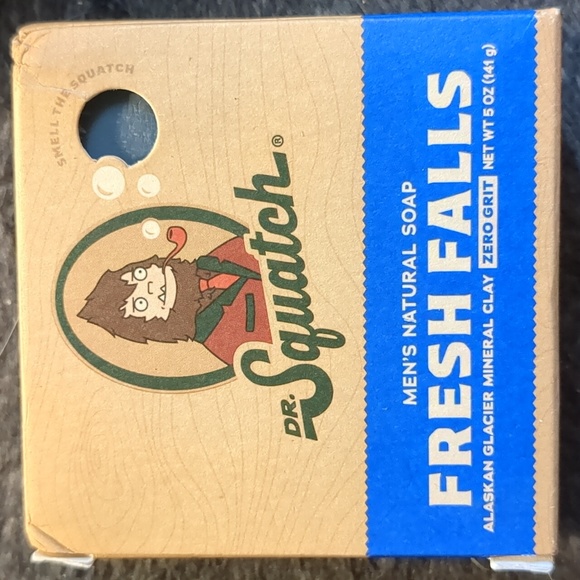 SMELL THE SQUATCH
DR.
Squatch®
MEN'S NATURAL SOAP
FRESH FALLS
ALASKAN GLACIER MINERAL CLAY ZERO GRIT NET WT 5 OZ (141 g)